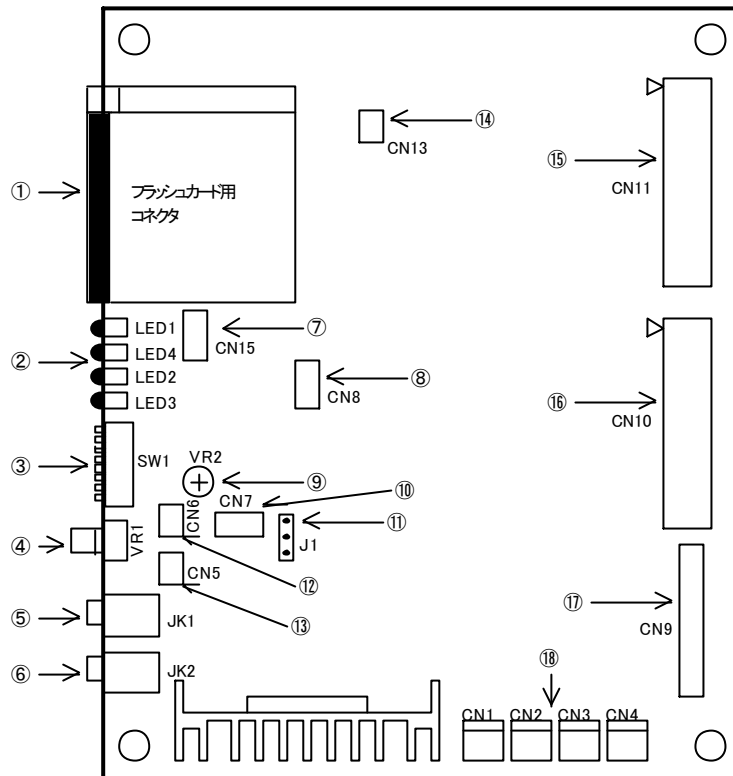 ⑭
CN13
⑮
CN11
①
フラッシュカード用
コネクタ
LED1
⑦
LED4
②
CN15
LED2
⑧
LED3
CN8
⑯
CN10
③
SW1
VR2
⑨
⑩
CN7
CN6
⑪
④
VR1
J1
CN5
⑫
⑰
⑤
JK1
⑬
CN9
⑥
JK2
⑱
CN1
CN2
CN3
CN4